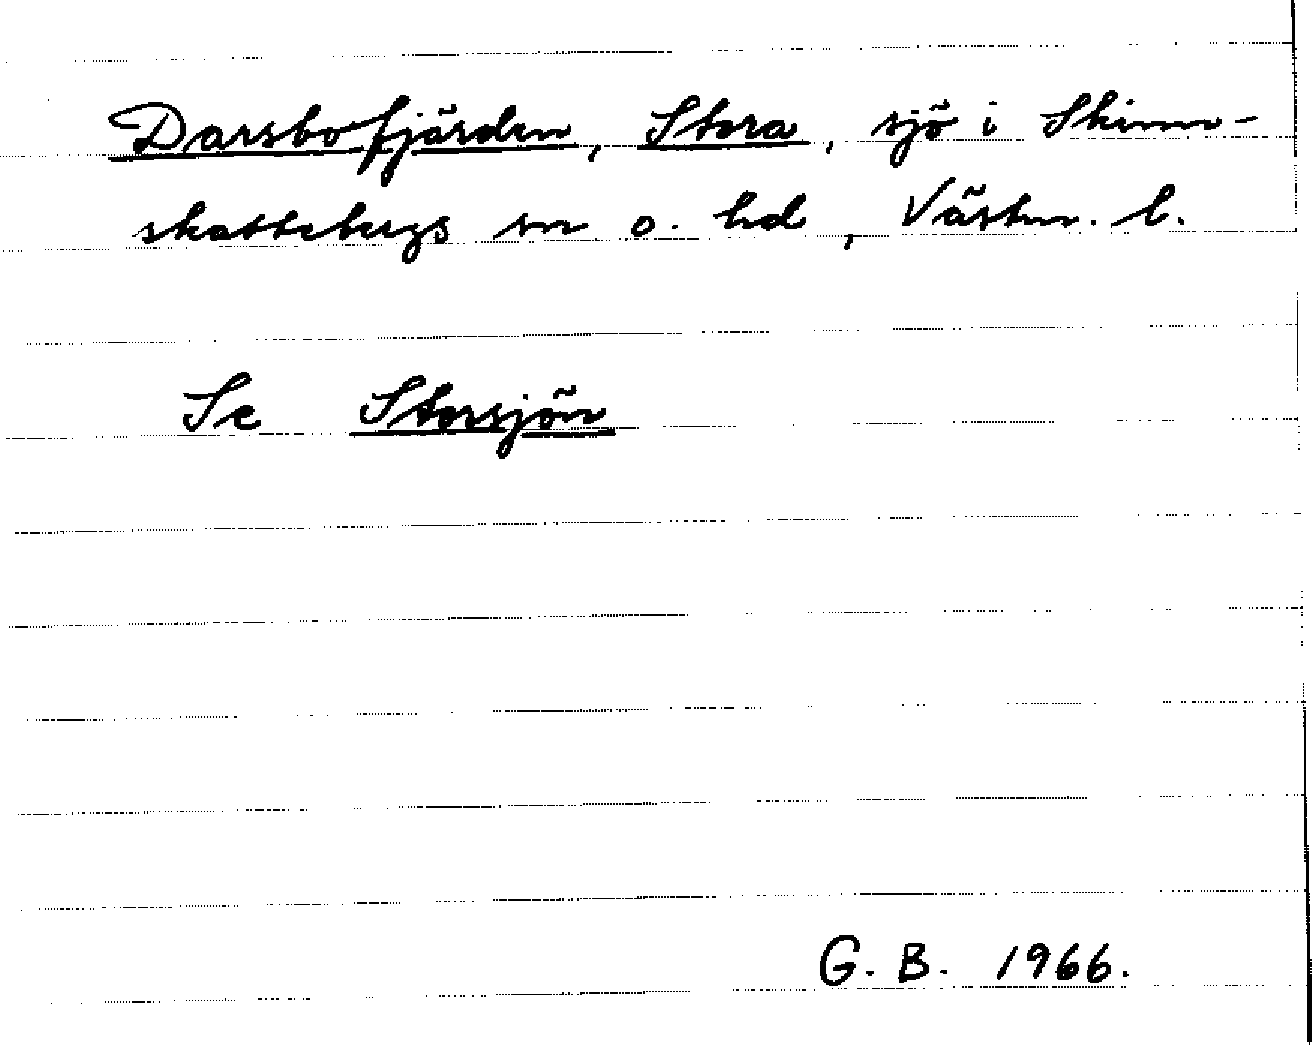 Darsbofjärden, Stora, sjö i Skinn-
skattebergs sn o. hd, Västm. l.
Se Storsjön
G. B. 1966.